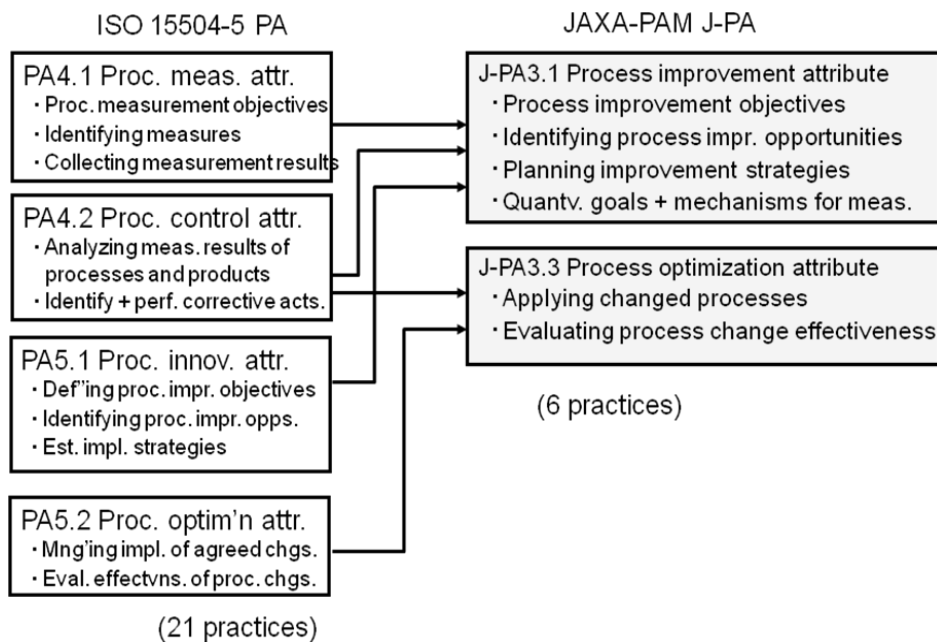 ISO 15504-5 PA
PA4.1 Proc. meas. attr.
・Proc. measurement objectives
・Identifying measures
・Collecting measurement results
PA4.2 Proc. control attr.
・Analyzing meas. results of
processes and products
・Identify + perf. corrective acts.
PA5.1 Proc. innov. attr.
・Def"ing proc. impr. objectives
・Identifying proc. impr. opps.
・Est. impl. strategies
PA5.2 Proc. optim'n attr.
・Mng'ing impl. of agreed chgs.
・Eval. effectvns. of proc. chgs.
(21 practices)
JAXA-PAM J-PA
J-PA3.1 Process improvement attribute
・Process improvement objectives
・Identifying process impr. opportunities
・Planning improvement strategies
・Quantv. goals + mechanisms for meas.
J-PA3.3 Process optimization attribute
・Applying changed processes
・Evaluating process change effectiveness
(6 practices)